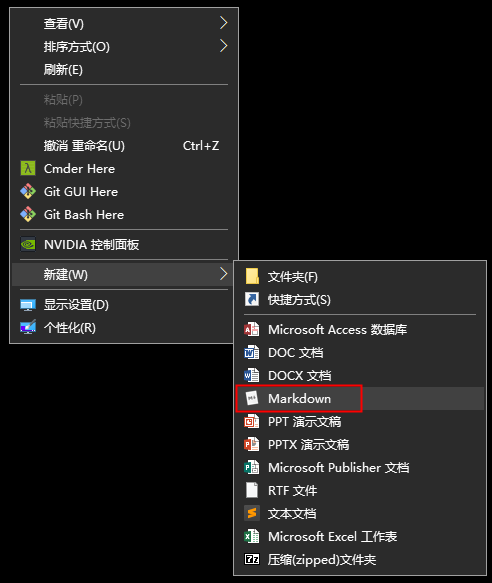 查看(V)
排序方式(O)
刷新(E)
粘贴(P)
粘贴快捷方式(S)
撤消 重命名(U) Ctrl+Z
Cmder Here
Git GUI Here
Git Bash Here
NVIDIA 控制面板
新建(W)
显示设置(D)
个性化(R)
文件夹(F)
快捷方式(S)
Microsoft Access 数据库
DOC 文档
DOCX 文档
Markdown
PPT 演示文稿
PPTX 演示文稿
Microsoft Publisher 文档
RTF 文件
文本文档
Microsoft Excel 工作表
压缩(zipped)文件夹